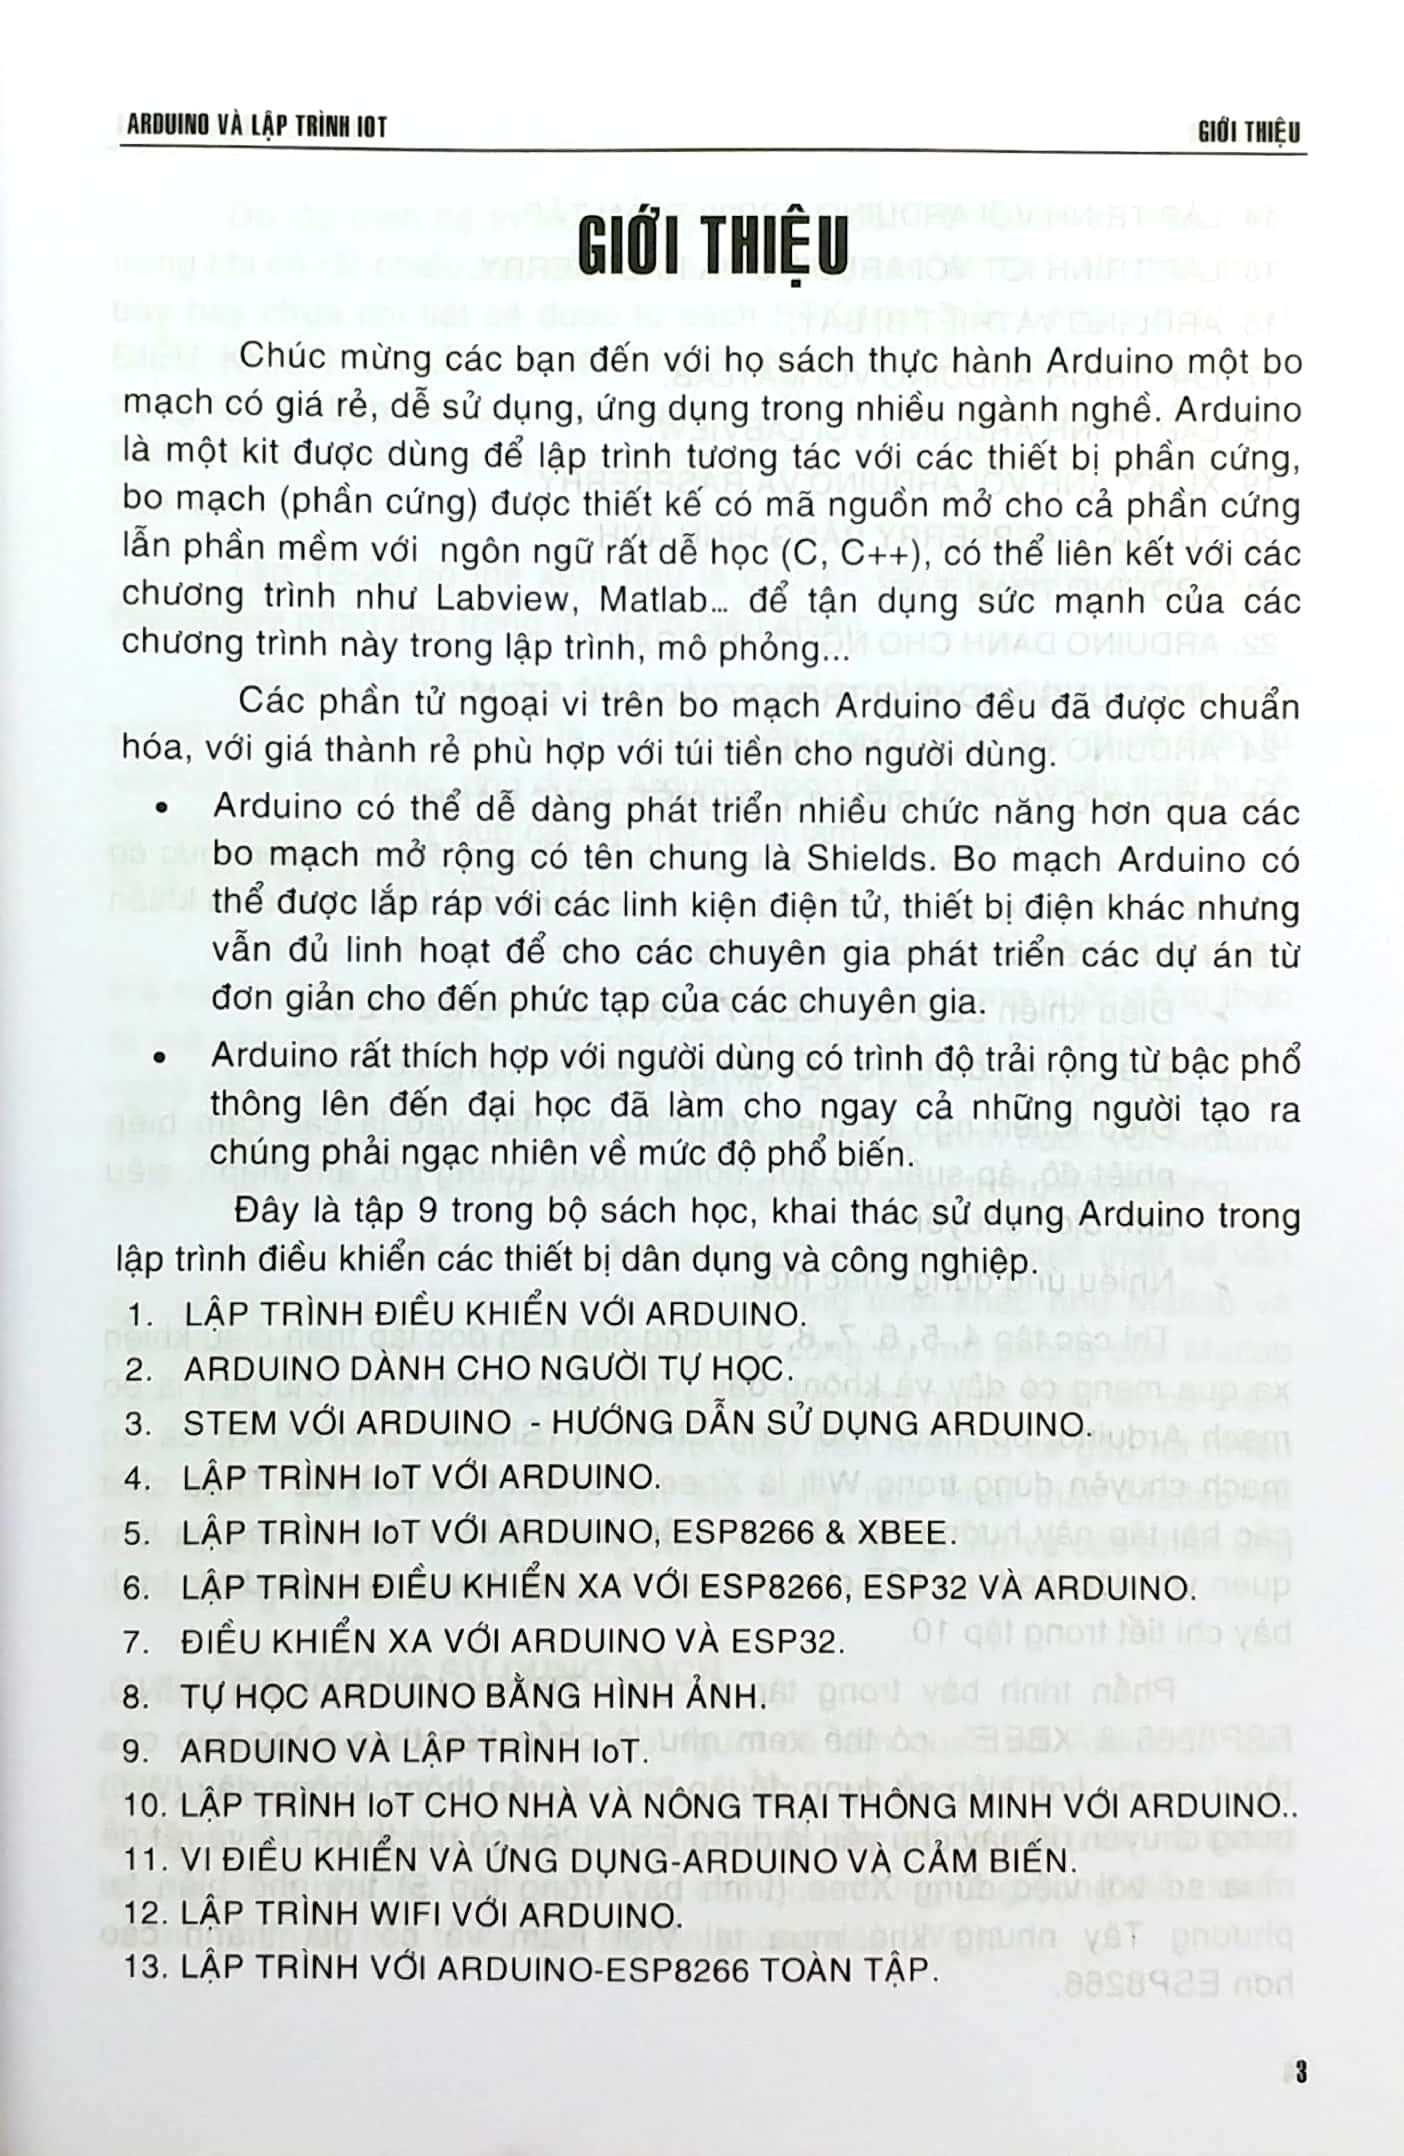 ARDUINO VÀ LẬP TRÌNH IOT
GIỚI THIỆU
GIỚI THIỆU
Chúc mừng các bạn đến với họ sách thực hành Arduino một bo
mạch có giá rẻ, dễ sử dụng, ứng dụng trong nhiều ngành nghề. Arduino
là một kit được dùng để lập trình tương tác với các thiết bị phần cứng,
bo mạch (phần cứng) được thiết kế có mã nguồn mở cho cả phần cứng
lẫn phần mềm với ngôn ngữ rất dễ học (C, C++), có thể liên kết với các
chương trình như Labview, Matlab... để tận dụng sức mạnh của các
chương trình này trong lập trình, mô phỏng...
Các phần tử ngoại vi trên bo mạch Arduino đều đã được chuẩn
hóa, với giá thành rẻ phù hợp với túi tiền cho người dùng.
• Arduino có thể dễ dàng phát triển nhiều chức năng hơn qua các
bo mạch mở rộng có tên chung là Shields. Bo mạch Arduino có
thể được lắp ráp với các linh kiện điện tử, thiết bị điện khác nhưng
vẫn đủ linh hoạt để cho các chuyên gia phát triển các dự án từ
đơn giản cho đến phức tạp của các chuyên gia.
• Arduino rất thích hợp với người dùng có trình độ trải rộng từ bậc phổ
thông lên đến đại học đã làm cho ngay cả những người tạo ra
chúng phải ngạc nhiên về mức độ phổ biến.
Đây là tập 9 trong bộ sách học, khai thác sử dụng Arduino trong
lập trình điều khiển các thiết bị dân dụng và công nghiệp.
1. LẬP TRÌNH ĐIỀU KHIỂN VỚI ARDUINO.
2. ARDUINO DÀNH CHO NGƯỜI TỰ HỌC.
3. STEM VỚI ARDUINO - HƯỚNG DẪN SỬ DỤNG ARDUINO.
4. LẬP TRÌNH IoT VỚI ARDUINO.
5. LẬP TRÌNH IoT VỚI ARDUINO, ESP8266 & XBEE.
6. LẬP TRÌNH ĐIỀU KHIỂN XA VỚI ESP8266, ESP32 VÀ ARDUINO.
7. ĐIỀU KHIỂN XA VỚI ARDUINO VÀ ESP32.
8. TỰ HỌC ARDUINO BẰNG HÌNH ẢNH.
9. ARDUINO VÀ LẬP TRÌNH IoT.
10. LẬP TRÌNH IoT CHO NHÀ VÀ NÔNG TRẠI THÔNG MINH VỚI ARDUINO..
11. VI ĐIỀU KHIỂN VÀ ỨNG DỤNG-ARDUINO VÀ CẢM BIẾN.
12. LẬP TRÌNH WIFI VỚI ARDUINO.
13. LẬP TRÌNH VỚI ARDUINO-ESP8266 TOÀN TẬP.
3